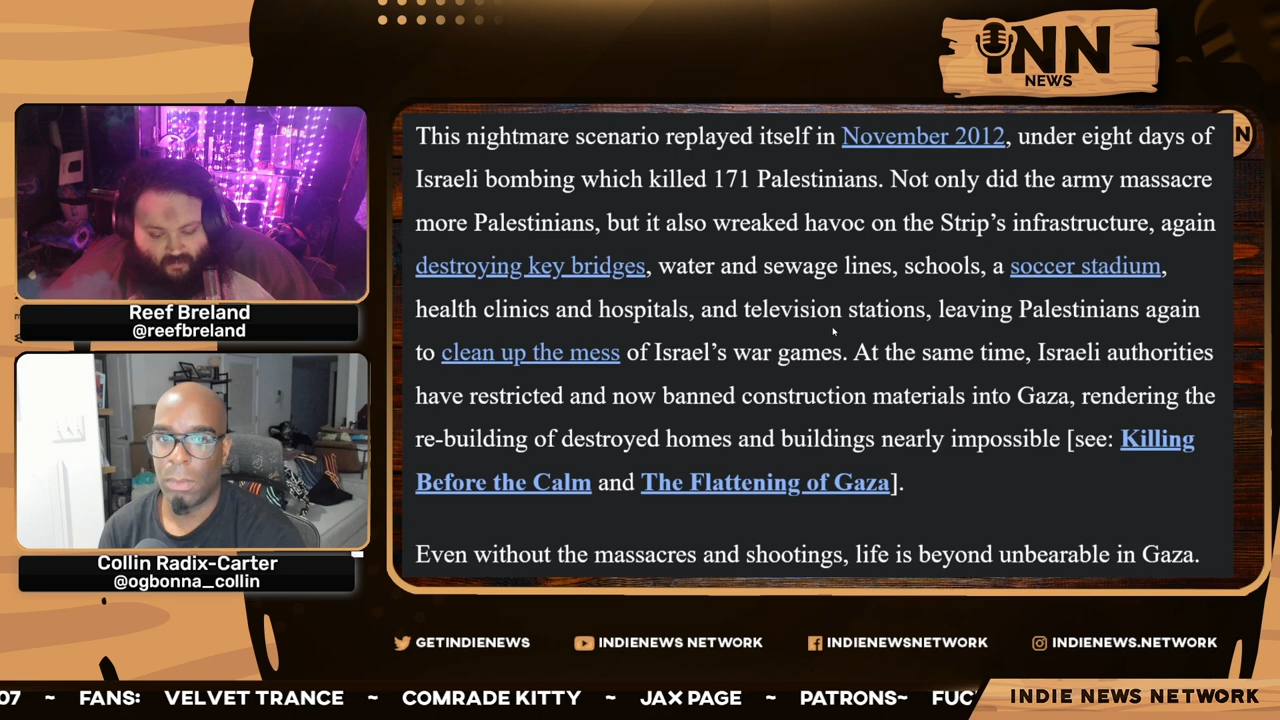 INN
NEWS
This nightmare scenario replayed itself in November 2012, under eight days of
Israeli bombing which killed 171 Palestinians. Not only did the army massacre
more Palestinians, but it also wreaked havoc on the Strip’s infrastructure, again
destroying key bridges, water and sewage lines, schools, a soccer stadium,
health clinics and hospitals, and television stations, leaving Palestinians again
to clean up the mess of Israel’s war games. At the same time, Israeli authorities
have restricted and now banned construction materials into Gaza, rendering the
re-building of destroyed homes and buildings nearly impossible [see: Killing
Before the Calm and The Flattening of Gaza].
Even without the massacres and shootings, life is beyond unbearable in Gaza.
N
Reef Breland
@reefbreland
Collin Radix-Carter
@ogbonna_collin
GETINDIENEWS
INDIENEWS NETWORK
INDIENEWSNETWORK
INDIENEWS.NETWORK
07 ~ FANS: VELVET TRANCE ~ COMRADE KITTY ~ JAX PAGE ~ PATRONS~ FUC
INDIE NEWS NETWORK